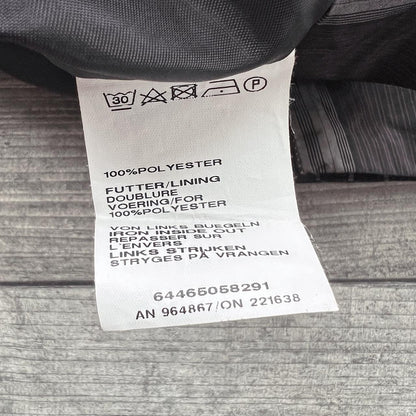 30 P
100%POLYESTER
FUTTER/LINING
DOUBLURE
VOERING/FOR
100%POLYESTER
VON LINKS BUEGELN
IRON INSIDE OUT
REPASSER SUR
L'ENVERS
LINKS STRIJKEN
STRYGES PÅ VRANGEN
64465058291
AN 964867/ON 221638